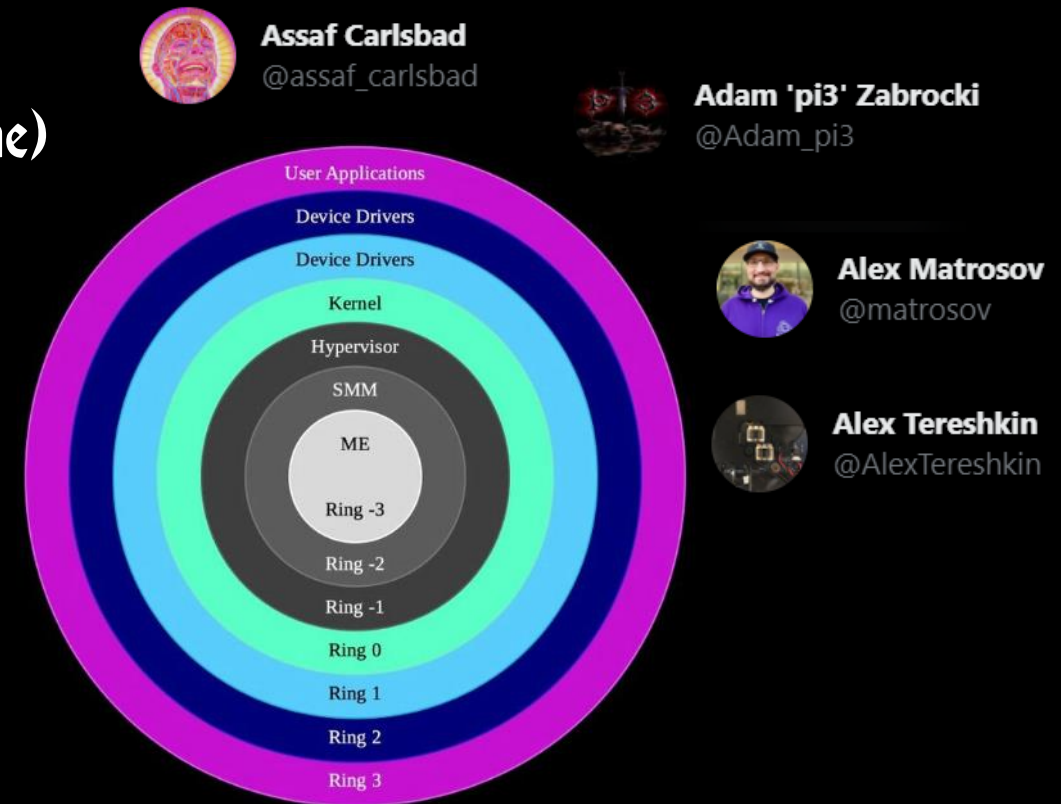 Assaf Carlsbad
@assaf_carlsbad
Adam 'pi3' Zabrocki
@Adam_pi3
Alex Matrosov
@matrosov
Alex Tereshkin
@AlexTereshkin
User Applications
Device Drivers
Device Drivers
Kernel
Hypervisor
SMM
ME
Ring -3
Ring -2
Ring -1
Ring 0
Ring 1
Ring 2
Ring 3